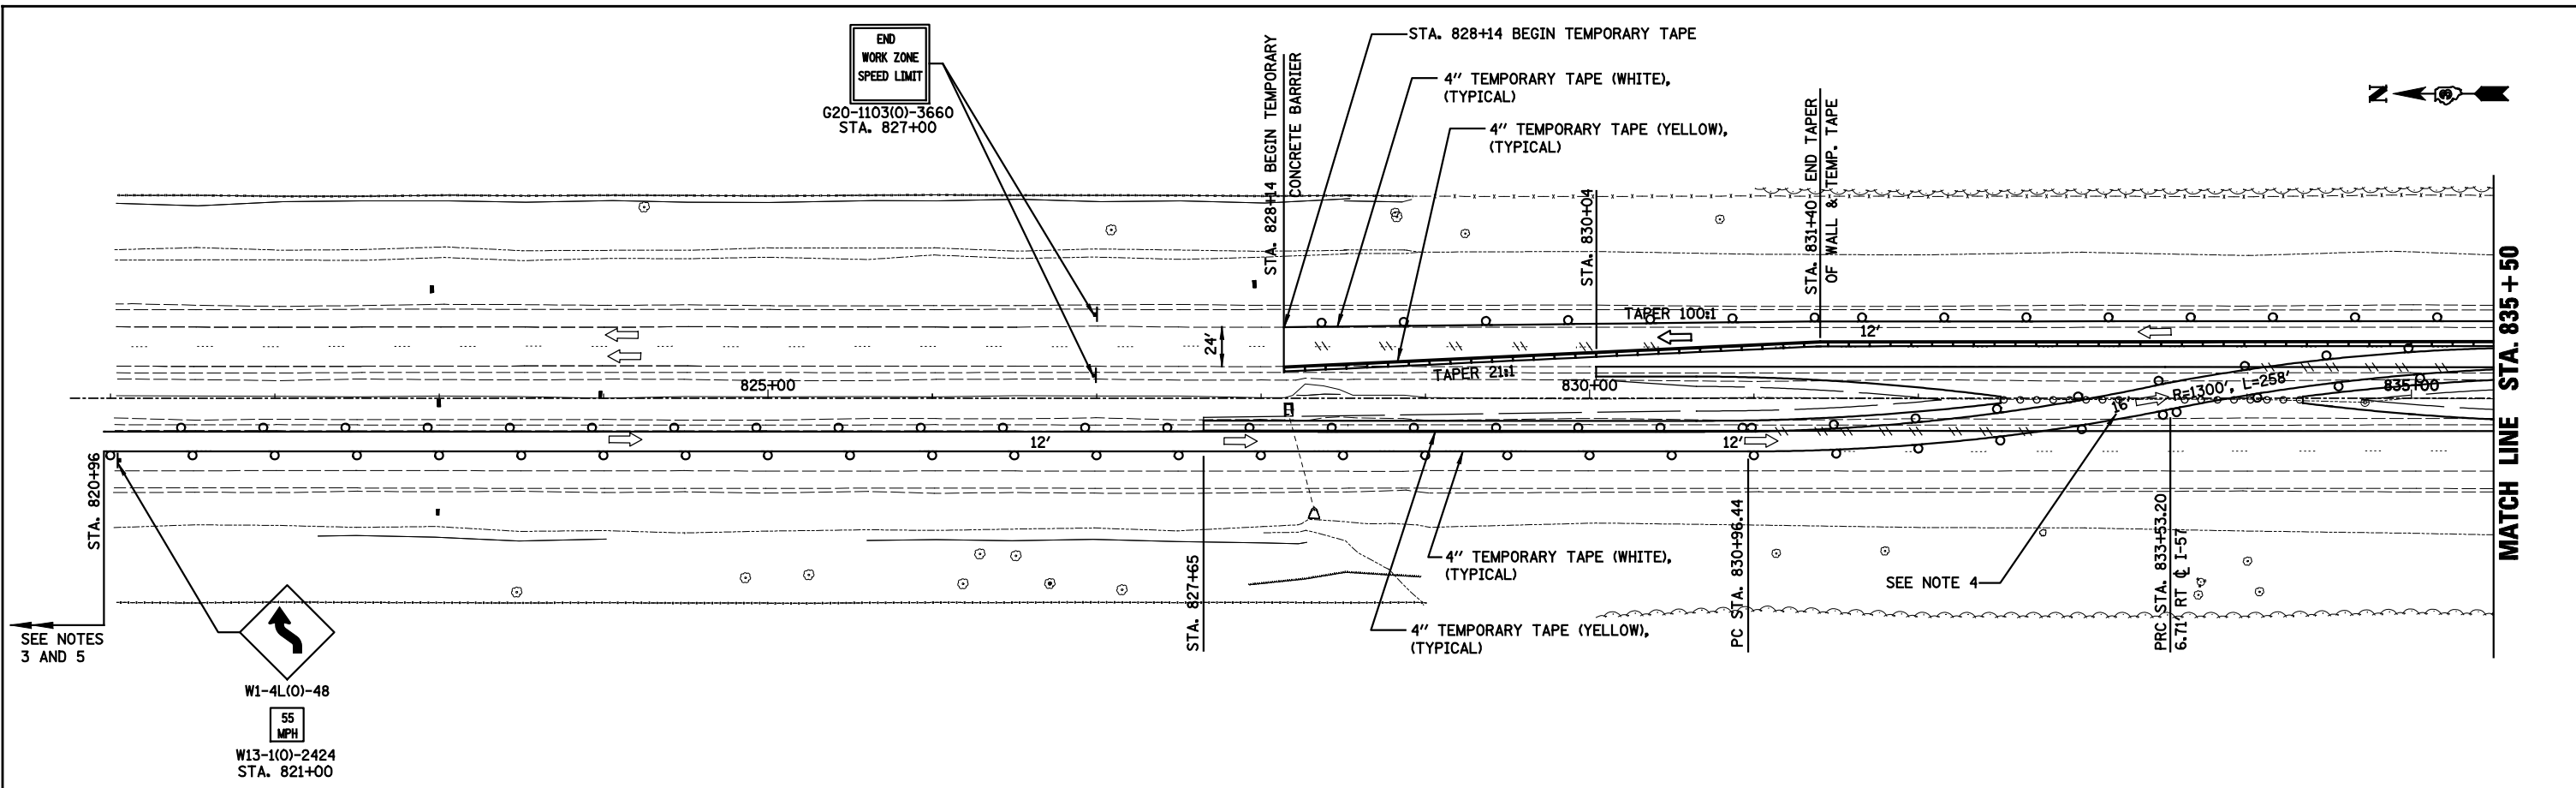 END
WORK ZONE
SPEED LIMIT
G20-1103(O)-3660
STA. 827+00
STA. 828+14 BEGIN TEMPORARY
CONCRETE BARRIER
STA. 828+14 BEGIN TEMPORARY TAPE
4" TEMPORARY TAPE (WHITE),
(TYPICAL)
4" TEMPORARY TAPE (YELLOW),
(TYPICAL)
STA. 830+04
STA. 831+40 END TAPER
OF WALL & TEMP. TAPE
N
MATCH LINE STA. 835+50
24'
TAPER 100:1
12'
TAPER 21:1
825+00
830+00
835+00
R=1300', L=258'
16'
12'
12'
STA. 820+96
SEE NOTES
3 AND 5
W1-4L(O)-48
55
MPH
W13-1(O)-2424
STA. 821+00
STA. 827+65
4" TEMPORARY TAPE (WHITE),
(TYPICAL)
4" TEMPORARY TAPE (YELLOW),
(TYPICAL)
PC STA. 830+96.44
SEE NOTE 4
PRC STA. 833+53.20
6.71' RT ℄ I-57